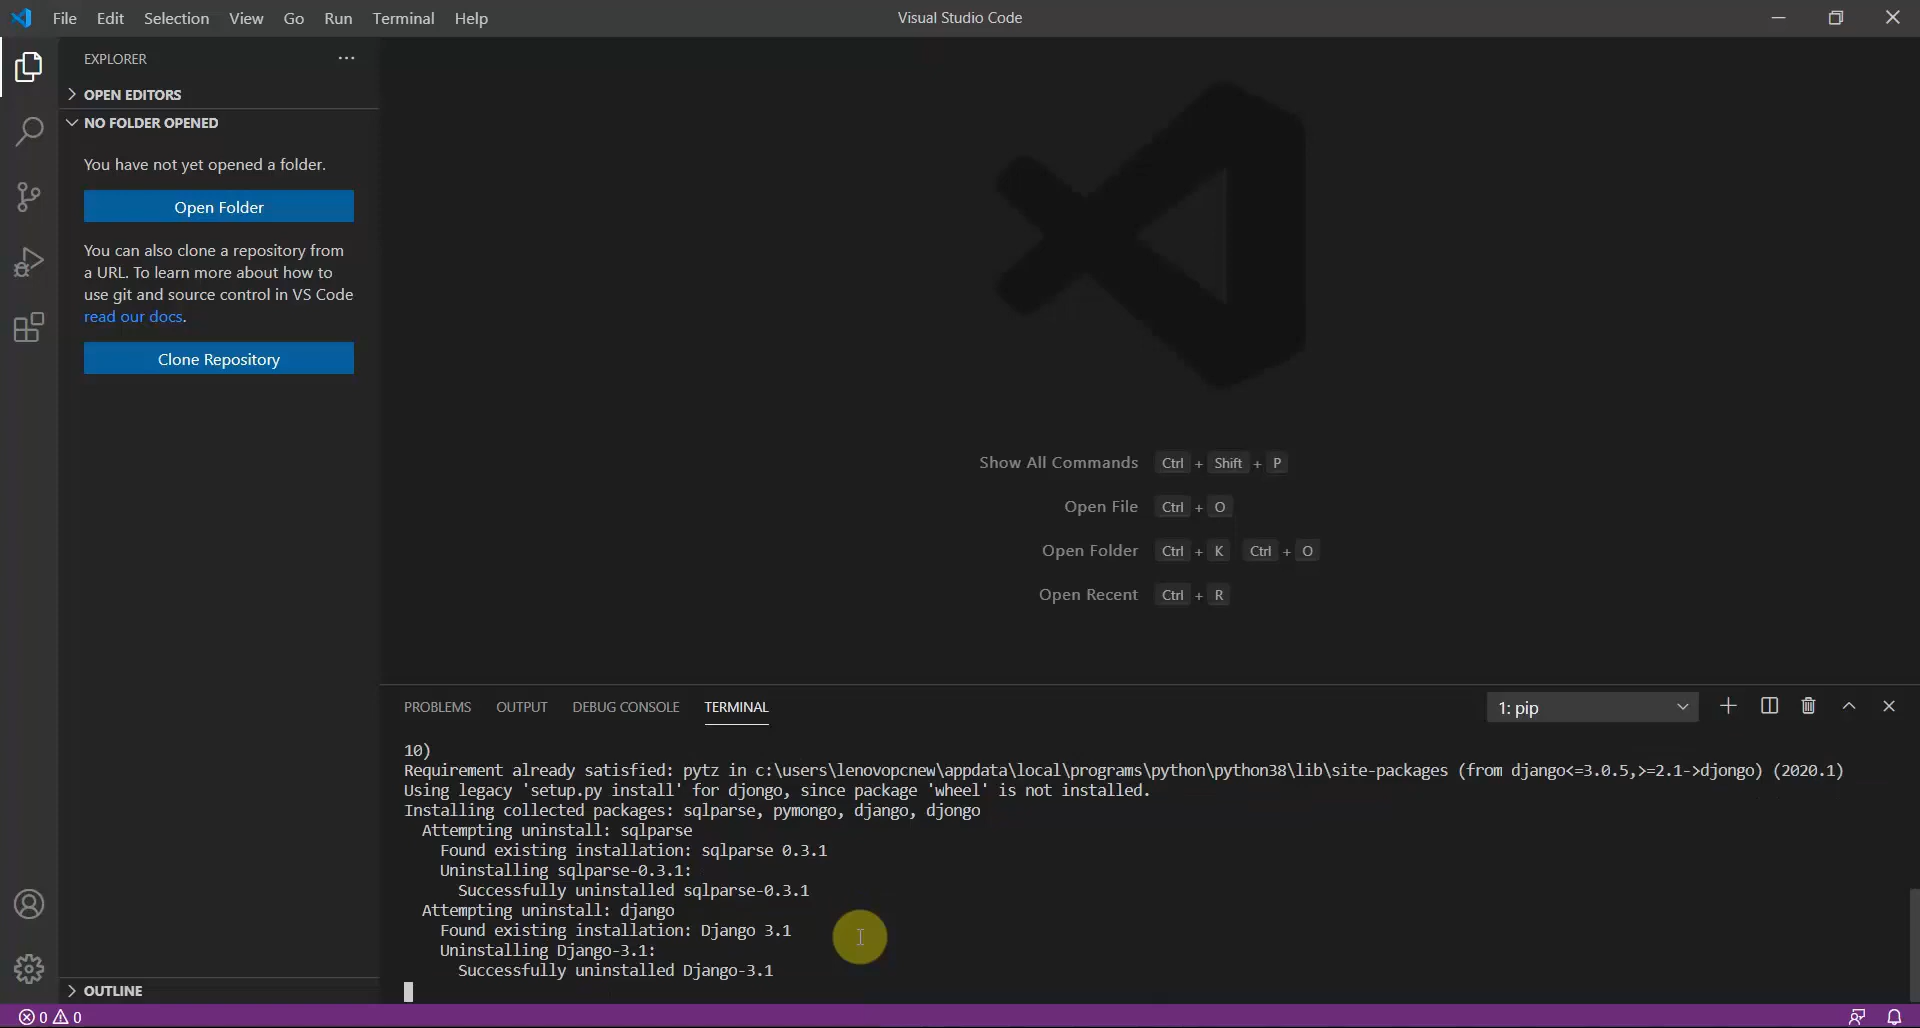 File Edit Selection View Go Run Terminal Help
Visual Studio Code
EXPLORER
OPEN EDITORS
NO FOLDER OPENED
You have not yet opened a folder.
Open Folder
You can also clone a repository from
a URL. To learn more about how to
use git and source control in VS Code
read our docs.
Clone Repository
OUTLINE
Show All Commands Ctrl + Shift + P
Open File Ctrl + O
Open Folder Ctrl + K Ctrl + O
Open Recent Ctrl + R
PROBLEMS OUTPUT DEBUG CONSOLE TERMINAL
1: pip
10)
Requirement already satisfied: pytz in c:\users\lenovopcnew\appdata\local\programs\python\python38\lib\site-packages (from django<=3.0.5,>=2.1->djongo) (2020.1)
Using legacy 'setup.py install' for djongo, since package 'wheel' is not installed.
Installing collected packages: sqlparse, pymongo, django, djongo
Attempting uninstall: sqlparse
Found existing installation: sqlparse 0.3.1
Uninstalling sqlparse-0.3.1:
Successfully uninstalled sqlparse-0.3.1
Attempting uninstall: django
Found existing installation: Django 3.1
Uninstalling Django-3.1:
Successfully uninstalled Django-3.1
0 0